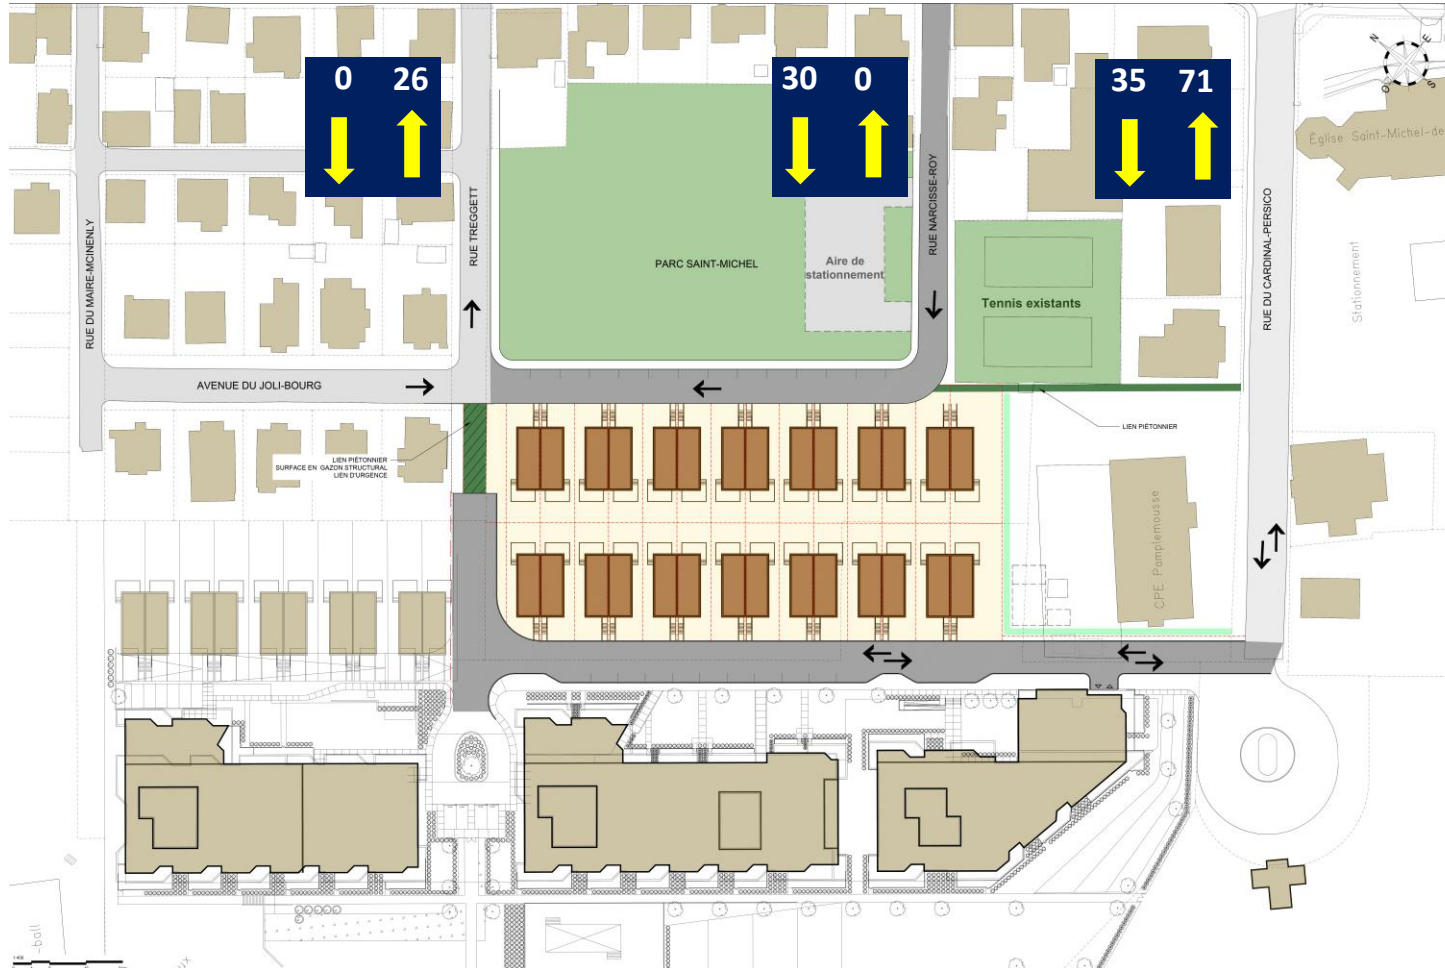 0 26
30 0
35 71
N
E
S
O
Église Saint-Michel-de
RUE DU MAIRE-MCINENLY
RUE TREGGETT
PARC SAINT-MICHEL
Aire de
stationnement
RUE NARCISSE-ROY
Tennis existants
RUE DU CARDINAL-PERSICO
Stationnement
AVENUE DU JOLI-BOURG
LIEN PIÉTONNIER
SURFACE EN GAZON STRUCTURAL
LIEN D'URGENCE
LIEN PIÉTONNIER
CPE Pamplemousse
-ball